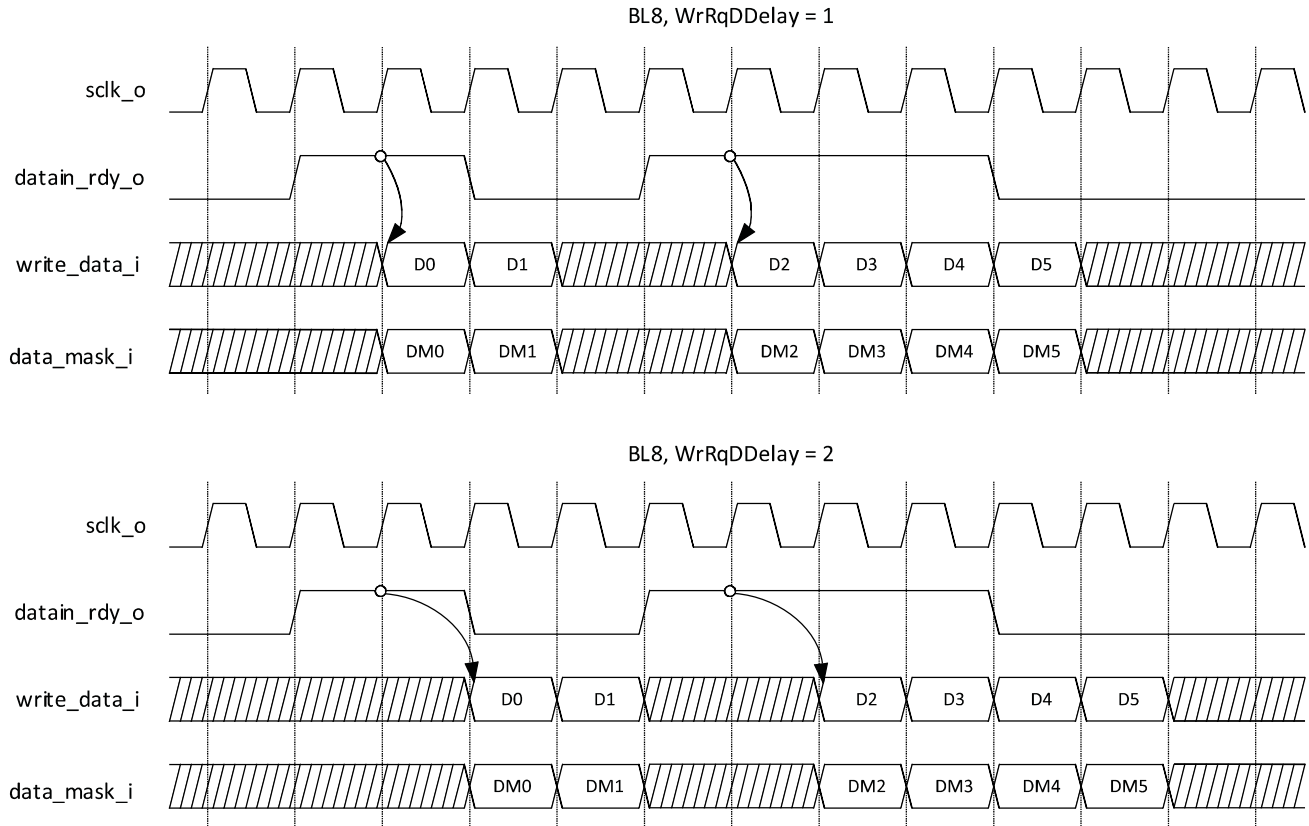 BL8, WrRqDDelay = 1
sclk_o
datain_rdy_o
write_data_i D0 D1 D2 D3 D4 D5
data_mask_i DM0 DM1 DM2 DM3 DM4 DM5
BL8, WrRqDDelay = 2
sclk_o
datain_rdy_o
write_data_i D0 D1 D2 D3 D4 D5
data_mask_i DM0 DM1 DM2 DM3 DM4 DM5